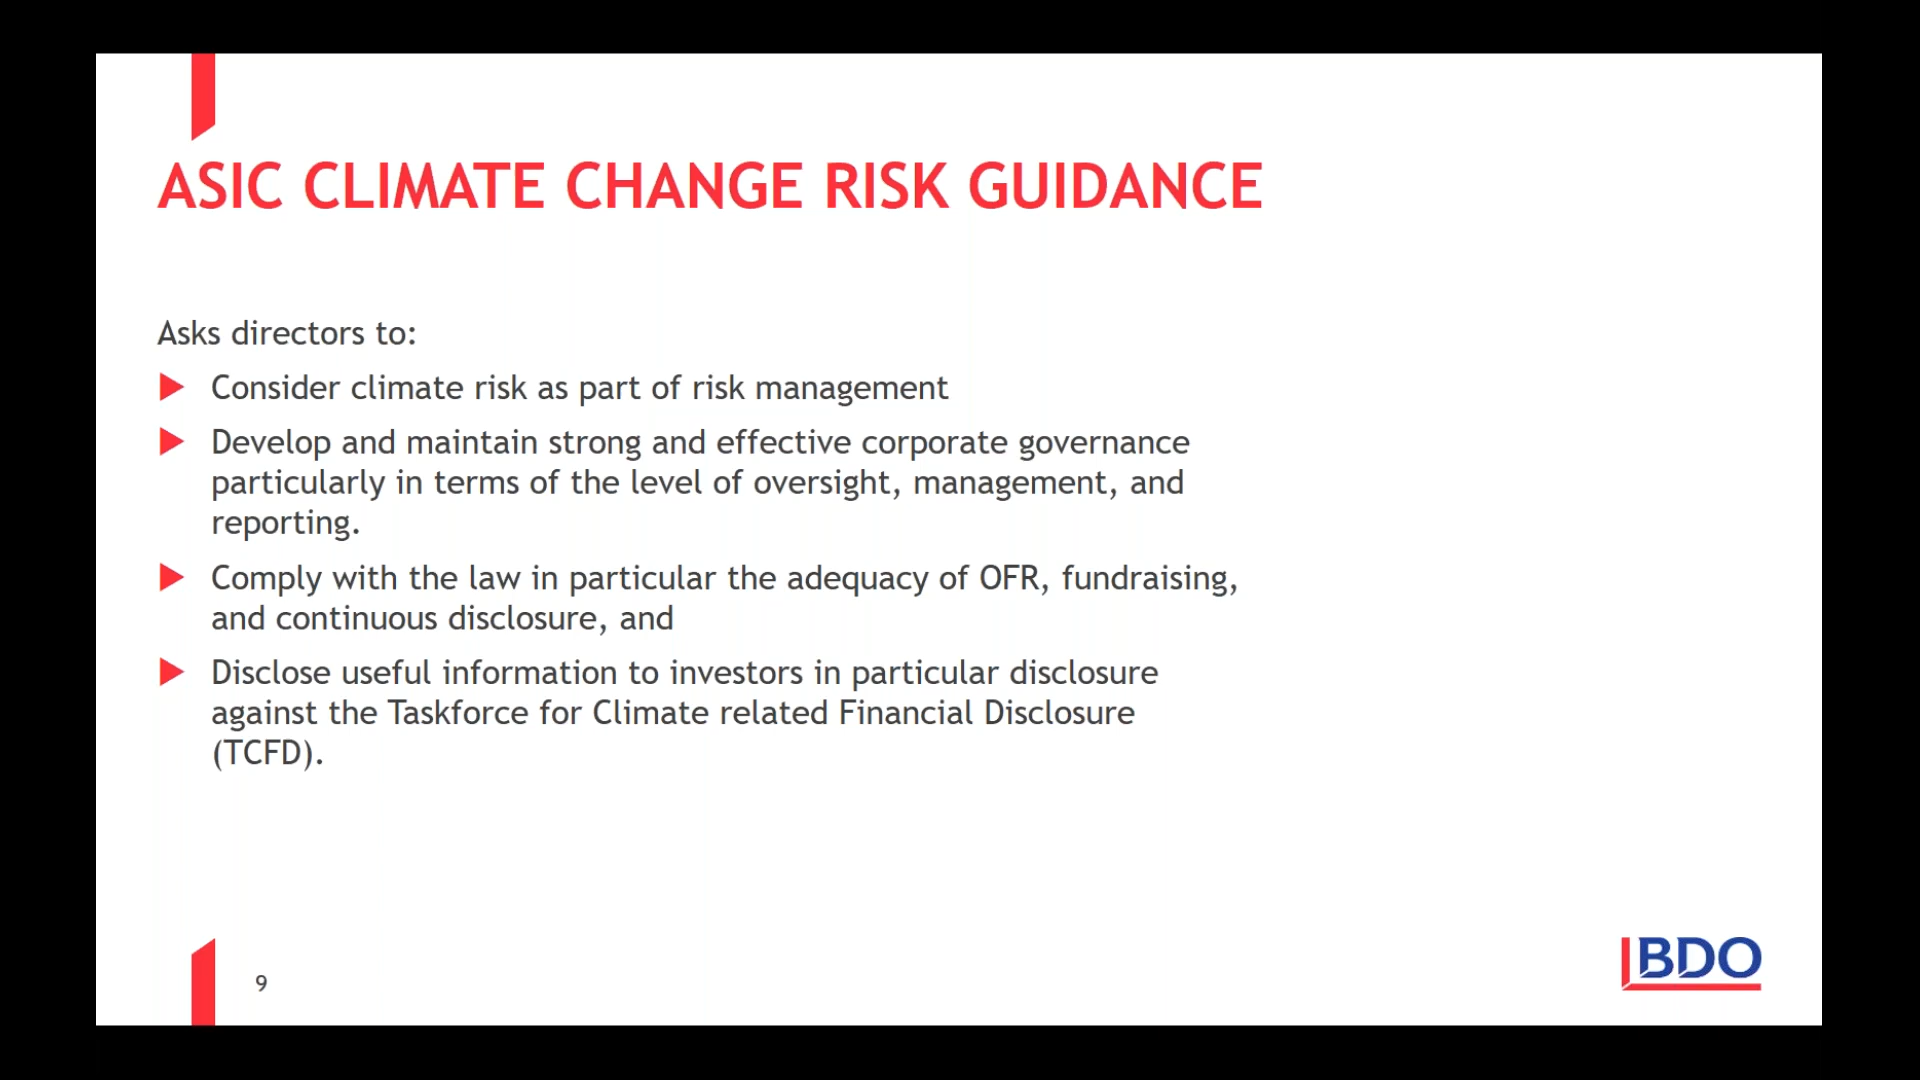 ASIC CLIMATE CHANGE RISK GUIDANCE
Asks directors to:
Consider climate risk as part of risk management
Develop and maintain strong and effective corporate governance
particularly in terms of the level of oversight, management, and
reporting.
Comply with the law in particular the adequacy of OFR, fundraising,
and continuous disclosure, and
Disclose useful information to investors in particular disclosure
against the Taskforce for Climate related Financial Disclosure
(TCFD).
9
BDO